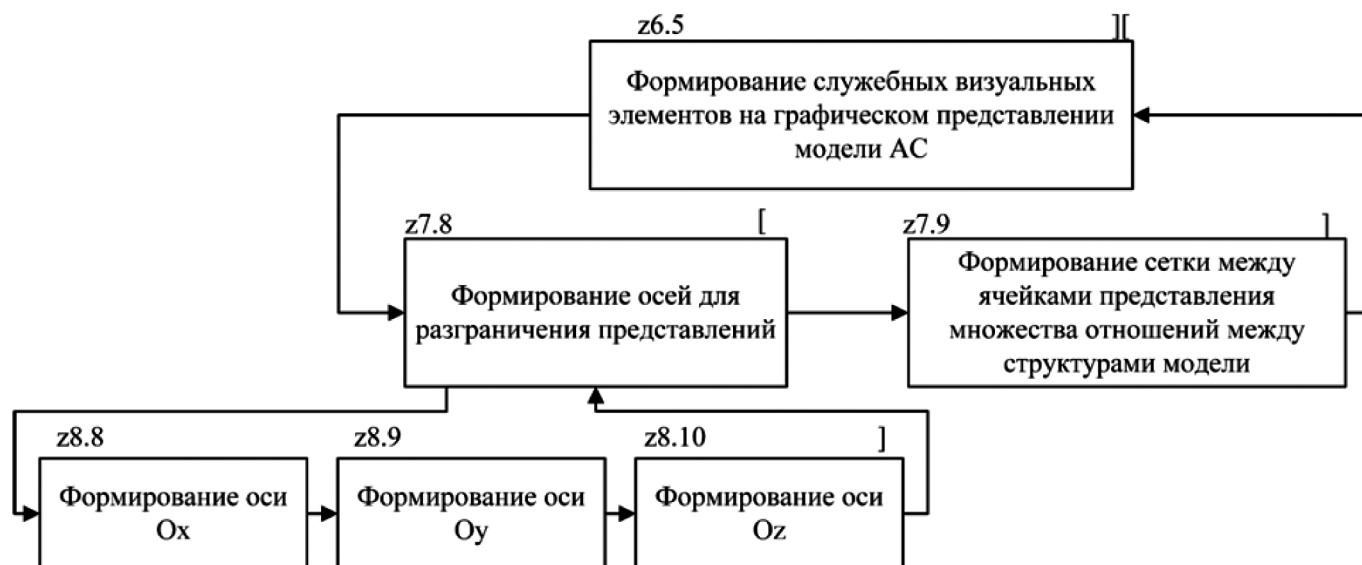 z6.5 ][
Формирование служебных визуальных
элементов на графическом представлении
модели АС
z7.8 [
Формирование осей для
разграничения представлений
z7.9 ]
Формирование сетки между
ячейками представления
множества отношений между
структурами модели
z8.8
Формирование оси
Ox
z8.9
Формирование оси
Oy
z8.10 ]
Формирование оси
Oz